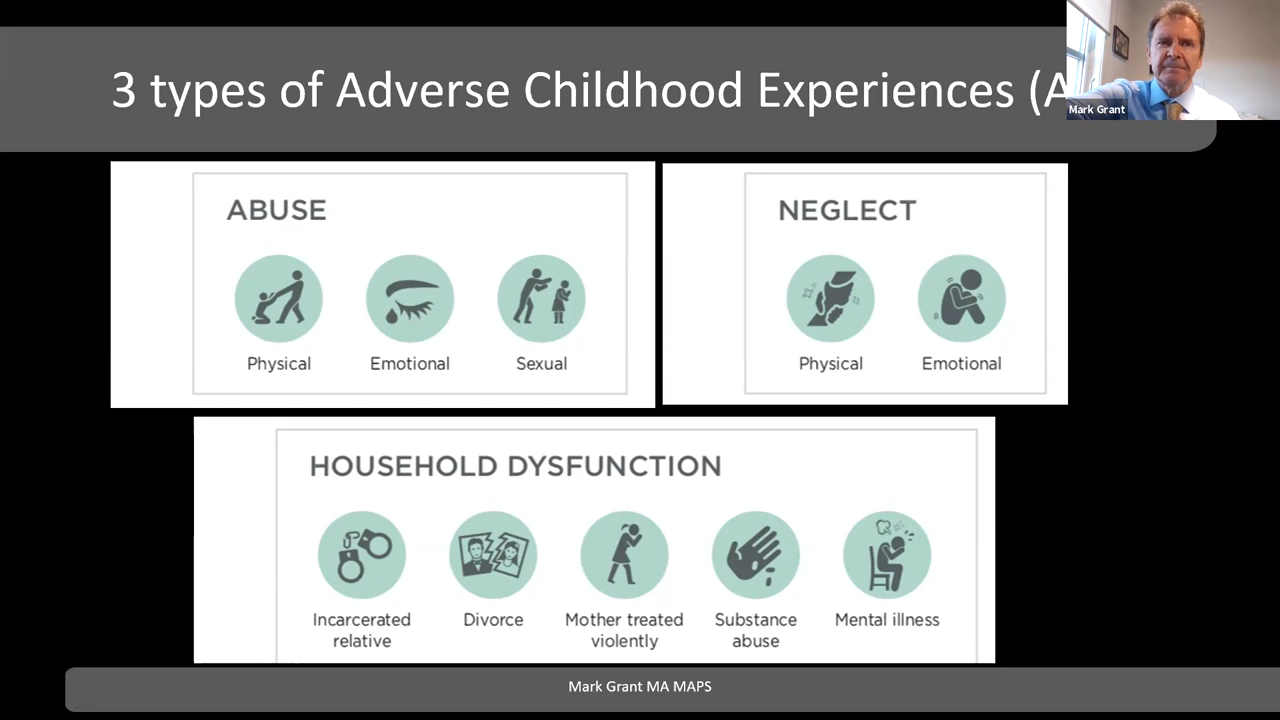 3 types of Adverse Childhood Experiences (A
Mark Grant
ABUSE
Physical
Emotional
Sexual
NEGLECT
Physical
Emotional
HOUSEHOLD DYSFUNCTION
Incarcerated
relative
Divorce
Mother treated
violently
Substance
abuse
Mental illness
Mark Grant MA MAPS